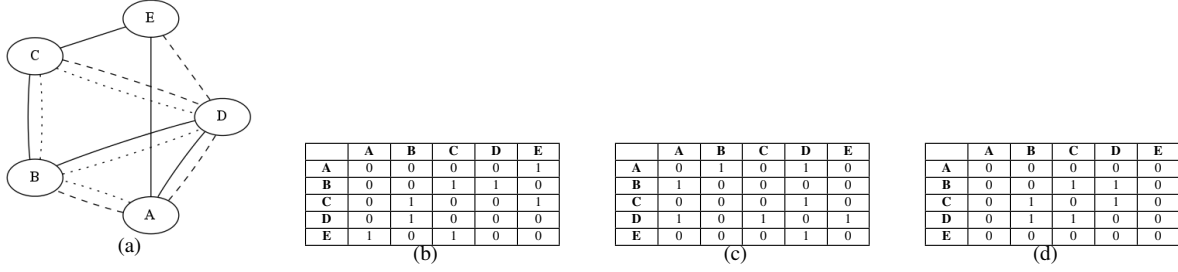 E
C
D
B
A
(a)
A B C D E
A 0 0 0 0 1
B 0 0 1 1 0
C 0 1 0 0 1
D 0 1 0 0 0
E 1 0 1 0 0
(b)
A B C D E
A 0 1 0 1 0
B 1 0 0 0 0
C 0 0 0 1 0
D 1 0 1 0 1
E 0 0 0 1 0
(c)
A B C D E
A 0 0 0 0 0
B 0 0 1 1 0
C 0 1 0 1 0
D 0 1 1 0 0
E 0 0 0 0 0
(d)